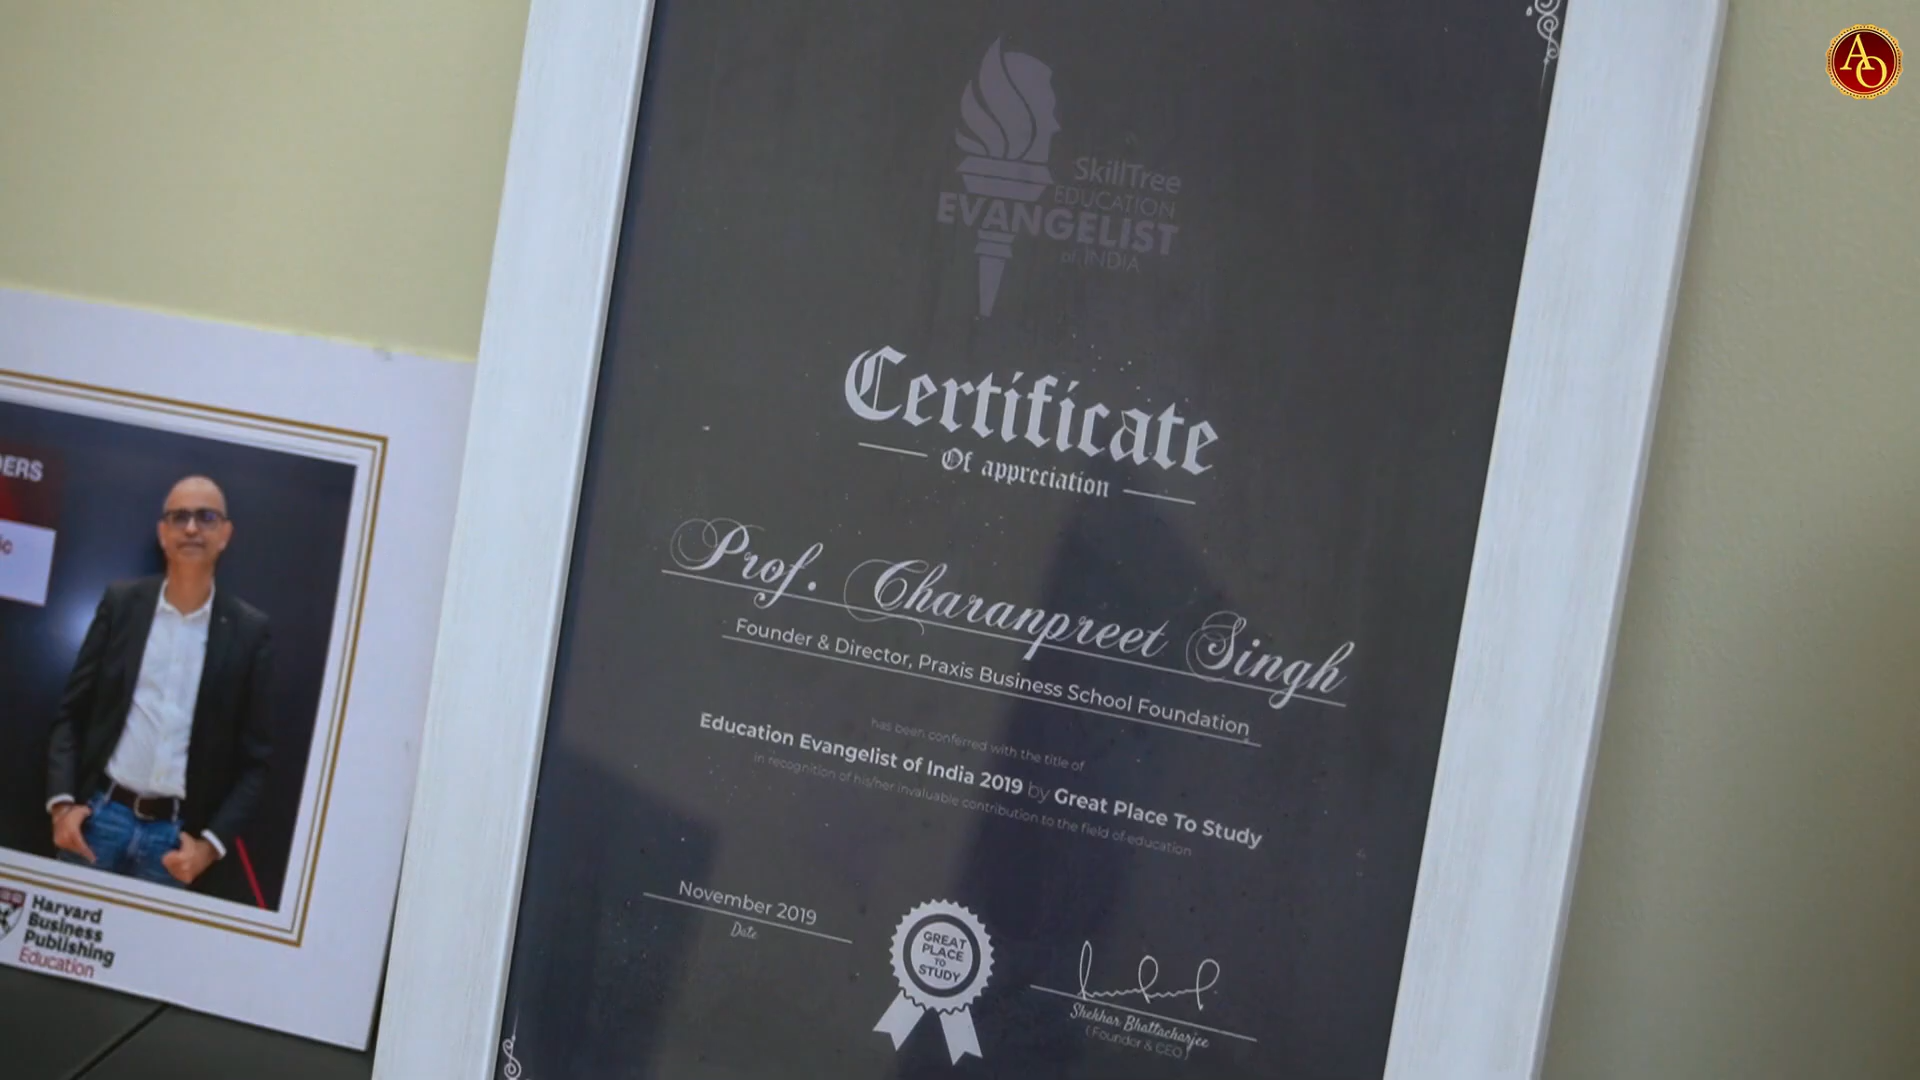 AO
SkillTree
EDUCATION
EVANGELIST
of INDIA
Certificate
Of appreciation
Prof. Charanpreet Singh
Founder & Director, Praxis Business School Foundation
has been conferred with the title of
Education Evangelist of India 2019 by Great Place To Study
in recognition of his/her invaluable contribution to the field of education
November 2019
Date
GREAT
PLACE
TO
STUDY
Shekhar Bhattacharjee
(Founder & CEO)
DERS
ic
Harvard
Business
Publishing
Education